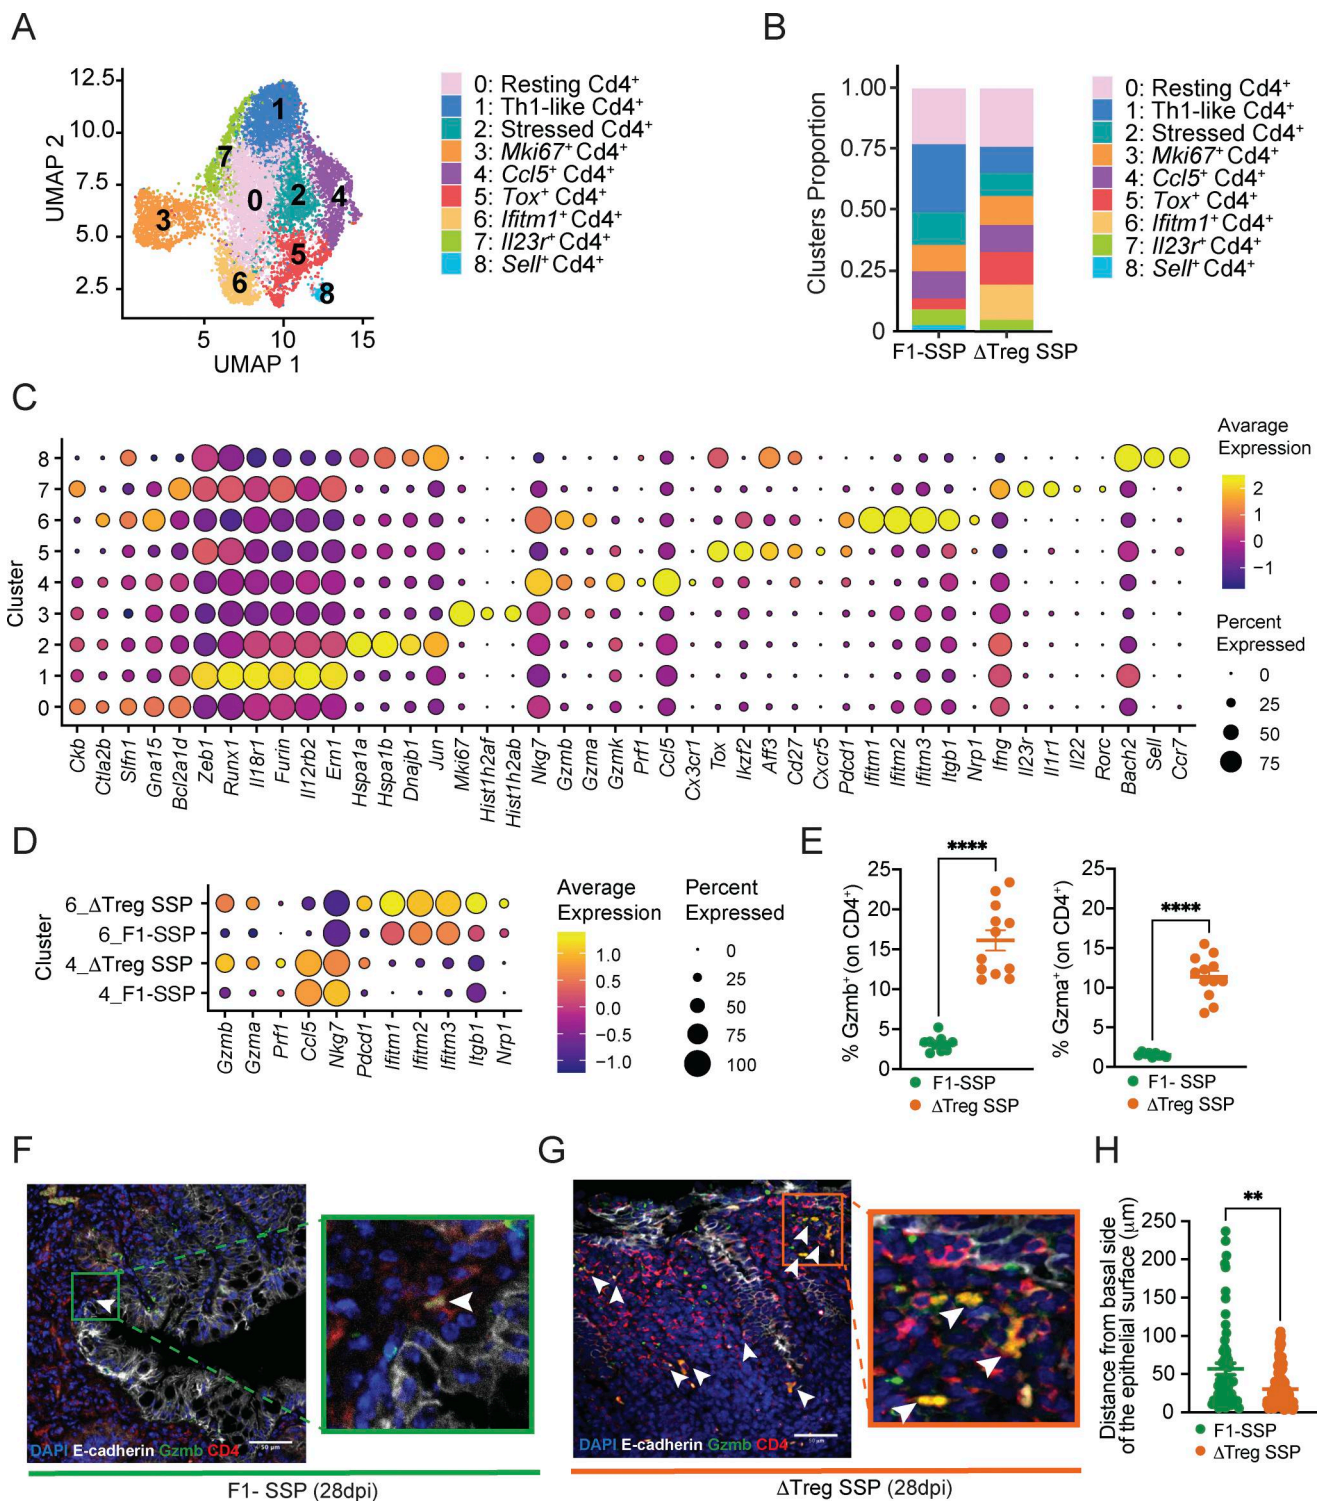 A
12.5
10.0
7.5
5.0
2.5
UMAP 2
5
10
15
UMAP 1
0
1
2
3
4
5
6
7
8
0: Resting Cd4⁺
1: Th1-like Cd4⁺
2: Stressed Cd4⁺
3: Mki67⁺ Cd4⁺
4: Ccl5⁺ Cd4⁺
5: Tox⁺ Cd4⁺
6: Ifitm1⁺ Cd4⁺
7: Il23r⁺ Cd4⁺
8: Sell⁺ Cd4⁺
B
Clusters Proportion
1.00
0.75
0.50
0.25
0
F1-SSP ΔTreg SSP
0: Resting Cd4⁺
1: Th1-like Cd4⁺
2: Stressed Cd4⁺
3: Mki67⁺ Cd4⁺
4: Ccl5⁺ Cd4⁺
5: Tox⁺ Cd4⁺
6: Ifitm1⁺ Cd4⁺
7: Il23r⁺ Cd4⁺
8: Sell⁺ Cd4⁺
C
Cluster
8
7
6
5
4
3
2
1
0
Ckb Ctla2b Slfn1 Gna15 Bcl2a1d Zeb1 Runx1 Il18r1 Furin Il12rb2 Ern1 Hspa1a Hspa1b Dnajb1 Jun Mki67 Hist1h2af Hist1h2ab Nkg7 Gzmb Gzma Gzmk Prf1 Ccl5 Cx3cr1 Tox Ikzf2 Aff3 Cd27 Cxcr5 Pdcd1 Ifitm1 Ifitm2 Ifitm3 Itgb1 Nrp1 Ifng Il23r Il1r1 Il22 Rorc Bach2 Sell Ccr7
Avarage
Expression
2
1
0
−1
Percent
Expressed
0
25
50
75
D
Cluster
6_ΔTreg SSP
6_F1-SSP
4_ΔTreg SSP
4_F1-SSP
Gzmb Gzma Prf1 Ccl5 Nkg7 Pdcd1 Ifitm1 Ifitm2 Ifitm3 Itgb1 Nrp1
Average
Expression
1.0
0.5
0.0
−0.5
−1.0
Percent
Expressed
0
25
50
75
100
E
% Gzmb⁺ (on CD4⁺)
25
20
15
10
5
0
****
F1-SSP
ΔTreg SSP
% Gzma⁺ (on CD4⁺)
25
20
15
10
5
0
****
F1- SSP
ΔTreg SSP
F
DAPI E-cadherin Gzmb CD4
50 μm
F1- SSP (28dpi)
G
DAPI E-cadherin Gzmb CD4
ΔTreg SSP (28dpi)
H
Distance from basal side
of the epithelial surface (μm)
250
200
150
100
50
0
**
F1-SSP
ΔTreg SSP